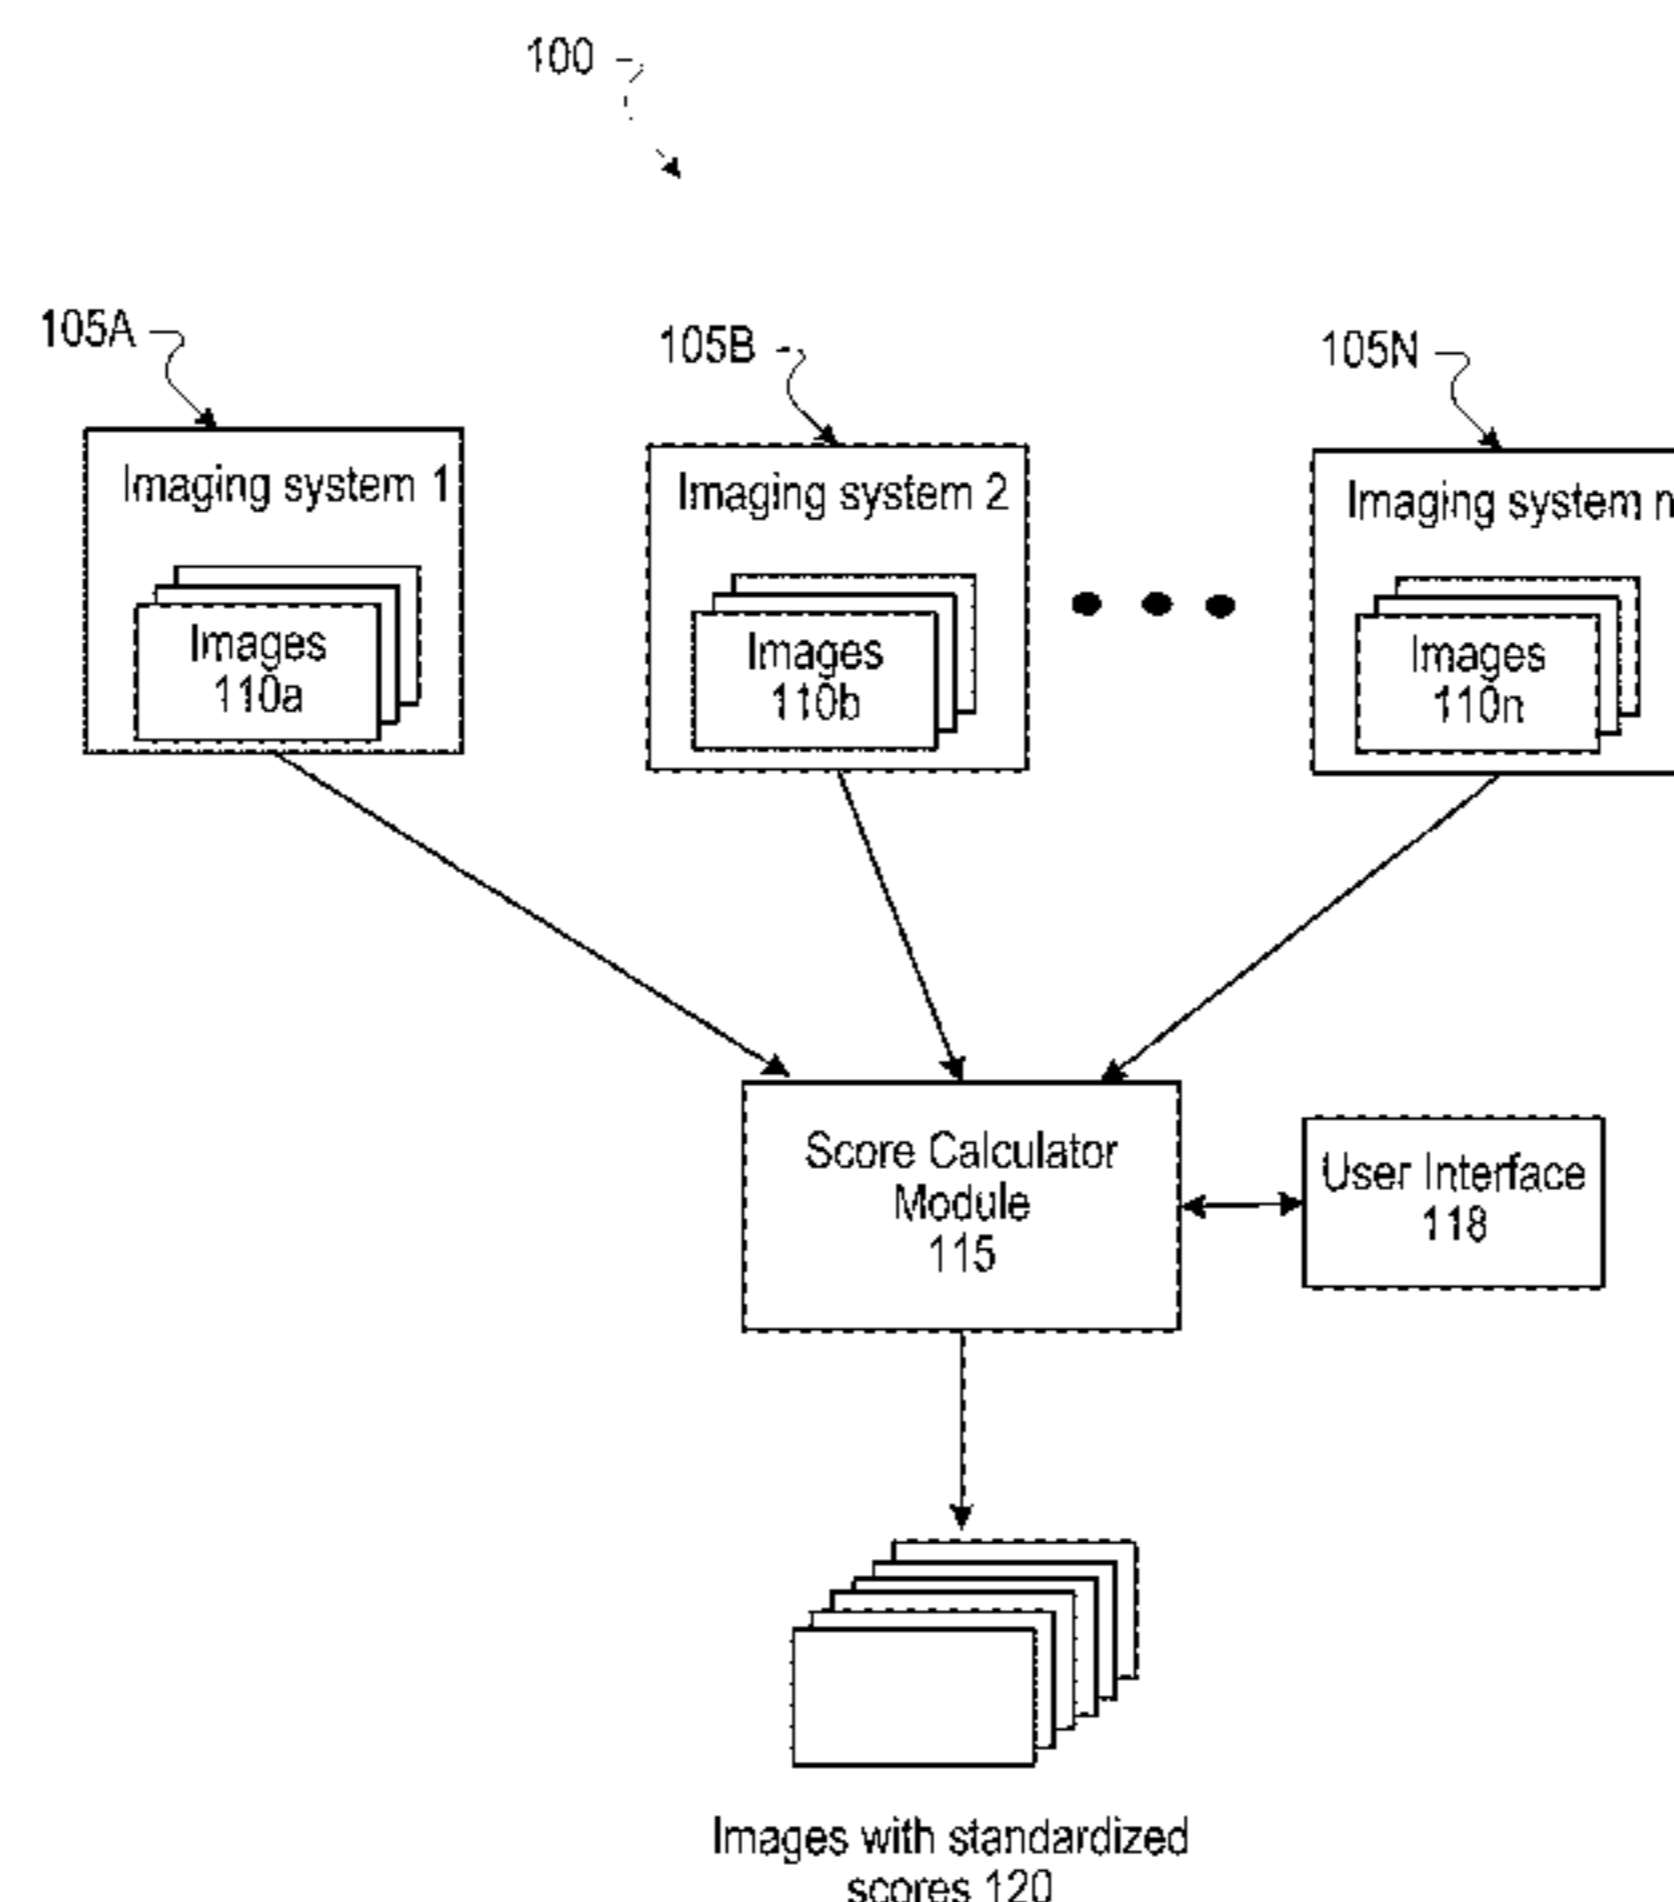 100
105A
105B
105N
Imaging system 1
Imaging system 2
Imaging system n
Images
110a
Images
110b
Images
110n
Score Calculator
Module
115
User Interface
118
Images with standardized
scores 120